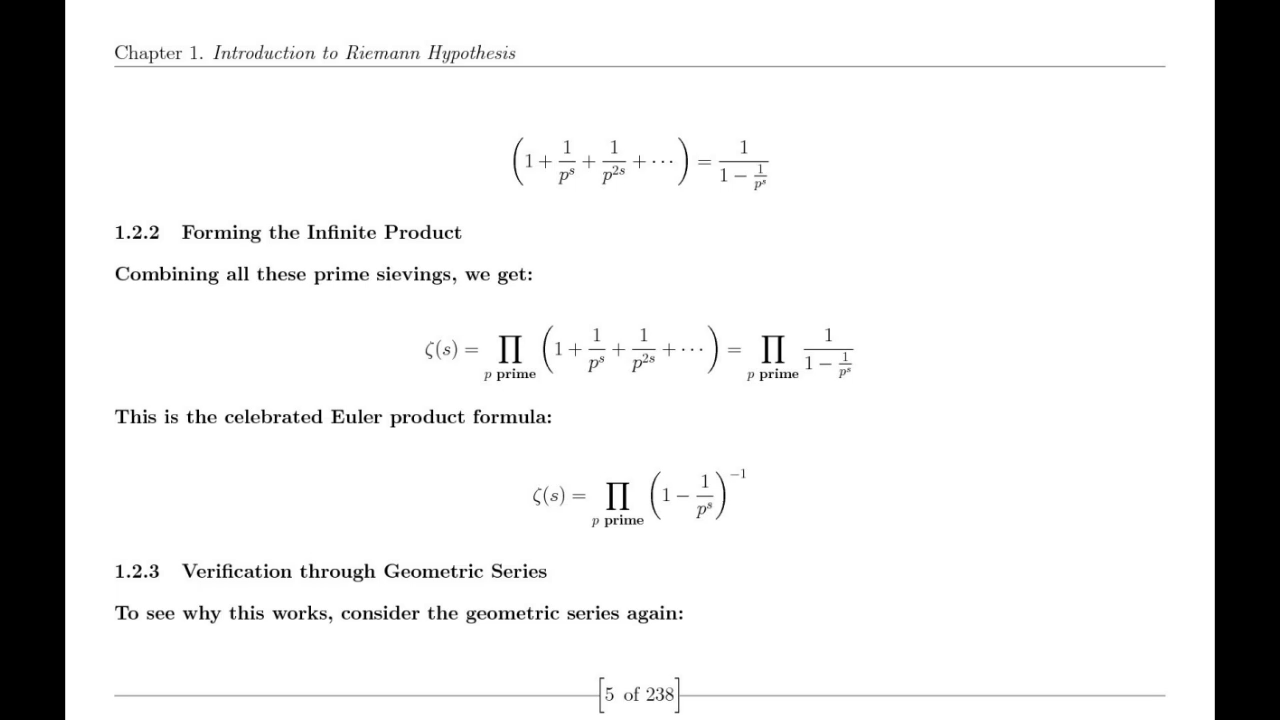 Chapter 1. Introduction to Riemann Hypothesis
(1 + 1/p^s + 1/p^{2s} + ⋯) = 1/(1 − 1/p^s)
1.2.2 Forming the Infinite Product
Combining all these prime sievings, we get:
ζ(s) = ∏_{p prime} (1 + 1/p^s + 1/p^{2s} + ⋯) = ∏_{p prime} 1/(1 − 1/p^s)
This is the celebrated Euler product formula:
ζ(s) = ∏_{p prime} (1 − 1/p^s)^{−1}
1.2.3 Verification through Geometric Series
To see why this works, consider the geometric series again:
[5 of 238]